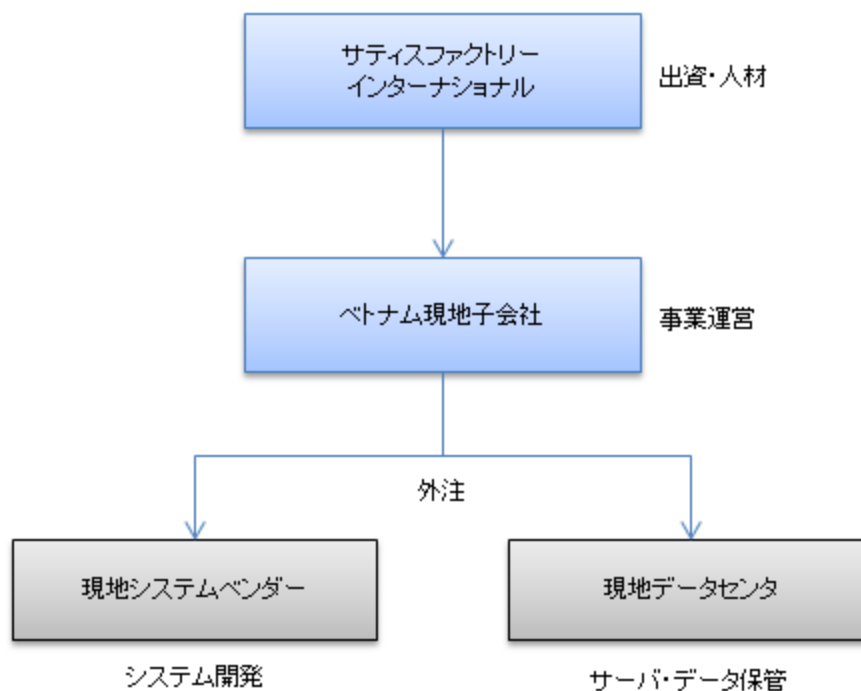 サティスファクトリー
インターナショナル
出資・人材
ベトナム現地子会社
事業運営
外注
現地システムベンダー
現地データセンタ
システム開発
サーバ・データ保管